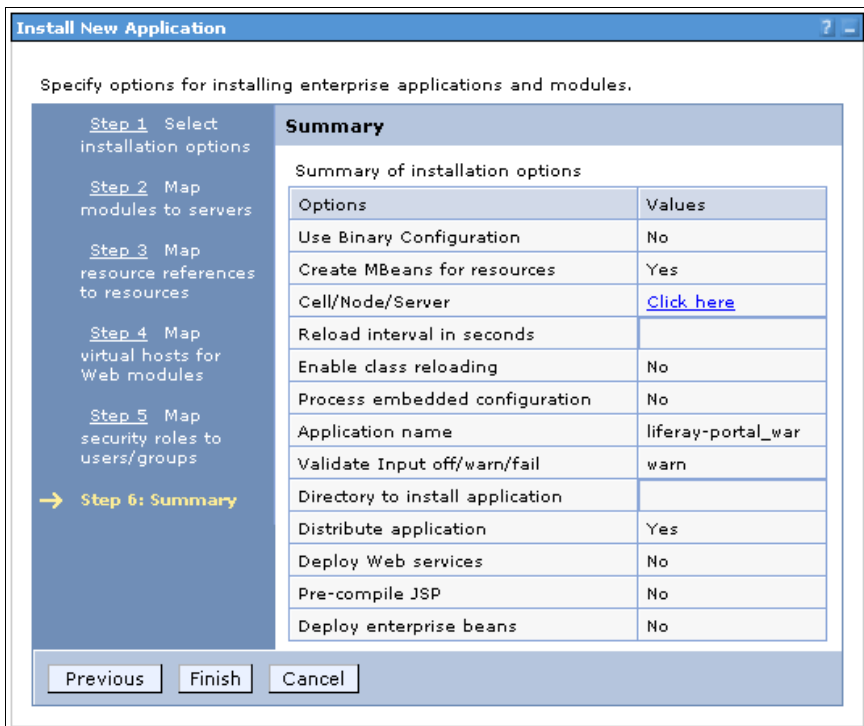 Install New Application
?
Specify options for installing enterprise applications and modules.
Step 1 Select
installation options
Step 2 Map
modules to servers
Step 3 Map
resource references
to resources
Step 4 Map
virtual hosts for
Web modules
Step 5 Map
security roles to
users/groups
→ Step 6: Summary
Summary
Summary of installation options
Options Values
Use Binary Configuration No
Create MBeans for resources Yes
Cell/Node/Server Click here
Reload interval in seconds
Enable class reloading No
Process embedded configuration No
Application name liferay-portal_war
Validate Input off/warn/fail warn
Directory to install application
Distribute application Yes
Deploy Web services No
Pre-compile JSP No
Deploy enterprise beans No
Previous Finish Cancel